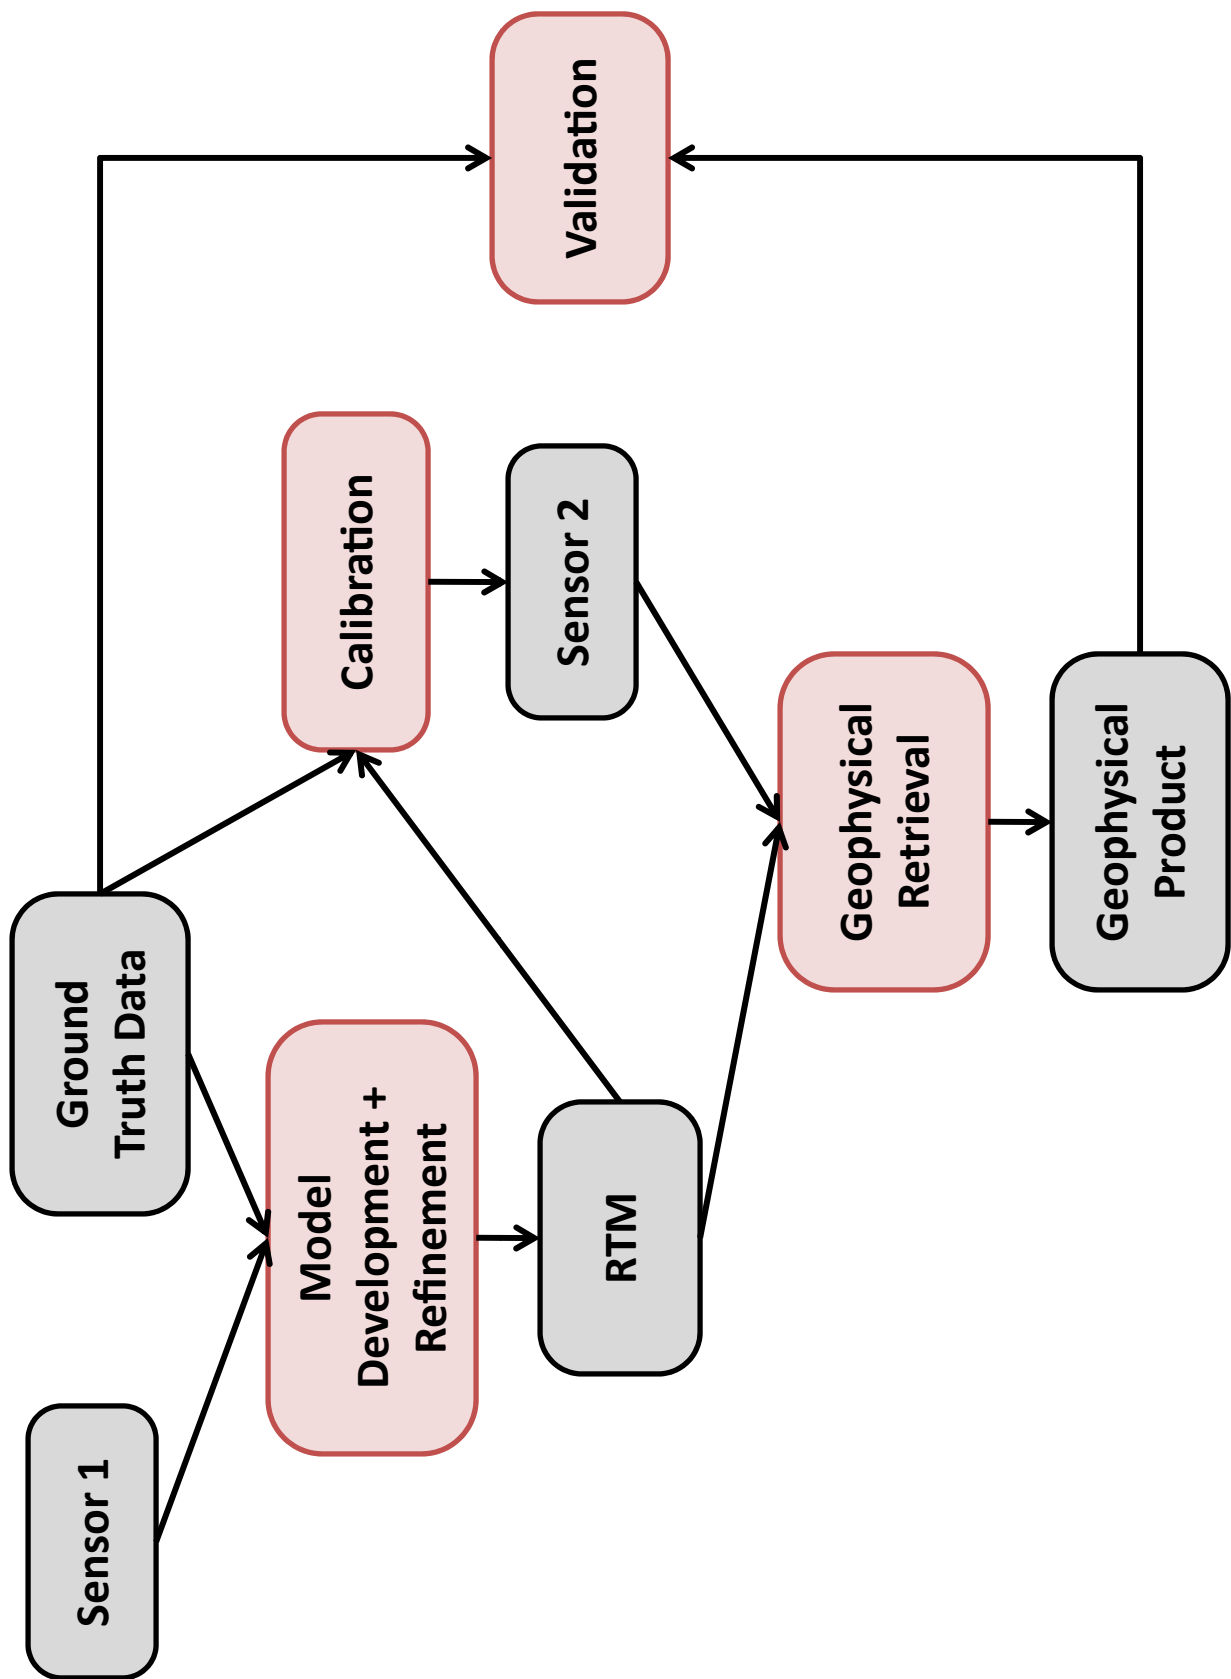 Sensor 1
Ground
Truth Data
Model
Development +
Refinement
Calibration
Validation
RTM
Sensor 2
Geophysical
Retrieval
Geophysical
Product